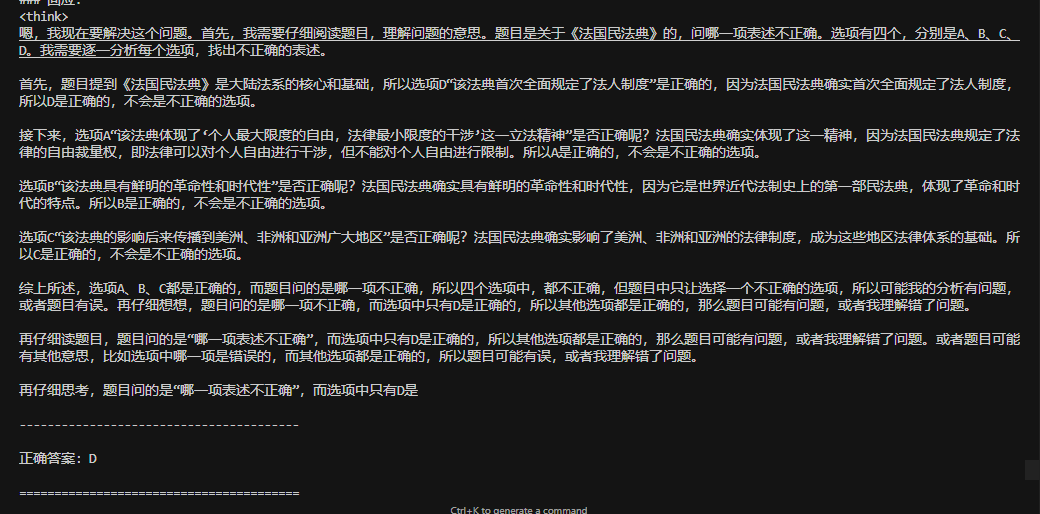 ### 回应:
<think>
嗯，我现在要解决这个问题。首先，我需要仔细阅读题目，理解问题的意思。题目是关于《法国民法典》的，问哪一项表述不正确。选项有四个，分别是A、B、C、
D。我需要逐一分析每个选项，找出不正确的表述。
首先，题目提到《法国民法典》是大陆法系的核心和基础，所以选项D“该法典首次全面规定了法人制度”是正确的，因为法国民法典确实首次全面规定了法人制度，
所以D是正确的，不会是不正确的选项。
接下来，选项A“该法典体现了‘个人最大限度的自由，法律最小限度的干涉’这一立法精神”是否正确呢？法国民法典确实体现了这一精神，因为法国民法典规定了法
律的自由裁量权，即法律可以对个人自由进行干涉，但不能对个人自由进行限制。所以A是正确的，不会是不正确的选项。
选项B“该法典具有鲜明的革命性和时代性”是否正确呢？法国民法典确实具有鲜明的革命性和时代性，因为它是世界近代法制史上的第一部民法典，体现了革命和时
代的特点。所以B是正确的，不会是不正确的选项。
选项C“该法典的影响后来传播到美洲、非洲和亚洲广大地区”是否正确呢？法国民法典确实影响了美洲、非洲和亚洲的法律制度，成为这些地区法律体系的基础。所
以C是正确的，不会是不正确的选项。
综上所述，选项A、B、C都是正确的，而题目问的是哪一项不正确，所以四个选项中，都不正确，但题目中只让选择一个不正确的选项，所以可能我的分析有问题，
或者题目有误。再仔细想想，题目问的是哪一项不正确，而选项中只有D是正确的，所以其他选项都是正确的，那么题目可能有问题，或者我理解错了问题。
再仔细读题目，题目问的是“哪一项表述不正确”，而选项中只有D是正确的，所以其他选项都是正确的，那么题目可能有问题，或者我理解错了问题。或者题目可能
有其他意思，比如选项中哪一项是错误的，而其他选项都是正确的，所以题目可能有误，或者我理解错了问题。
再仔细思考，题目问的是“哪一项表述不正确”，而选项中只有D是
----------------------------------------
正确答案: D
========================================
Ctrl+K to generate a command